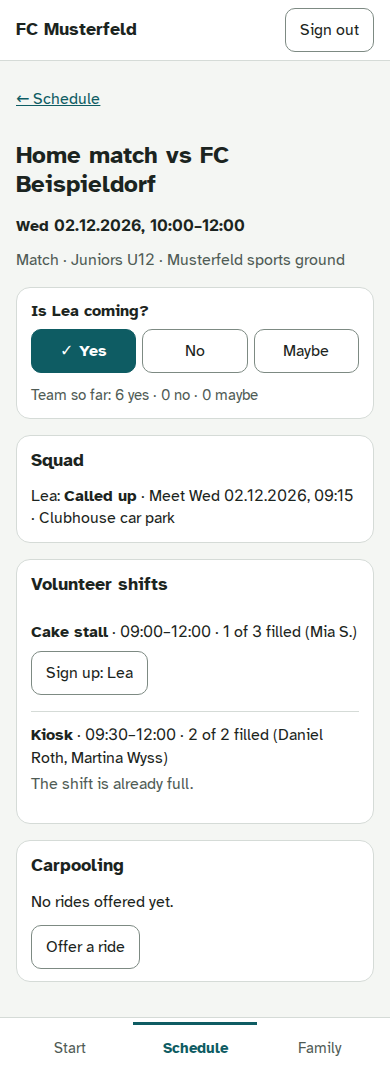 FC Musterfeld
Sign out
← Schedule
Home match vs FC
Beispieldorf
Wed 02.12.2026, 10:00–12:00
Match · Juniors U12 · Musterfeld sports ground
Is Lea coming?
✓ Yes
No
Maybe
Team so far: 6 yes · 0 no · 0 maybe
Squad
Lea: Called up · Meet Wed 02.12.2026, 09:15
· Clubhouse car park
Volunteer shifts
Cake stall · 09:00–12:00 · 1 of 3 filled (Mia S.)
Sign up: Lea
Kiosk · 09:30–12:00 · 2 of 2 filled (Daniel
Roth, Martina Wyss)
The shift is already full.
Carpooling
No rides offered yet.
Offer a ride
Start
Schedule
Family